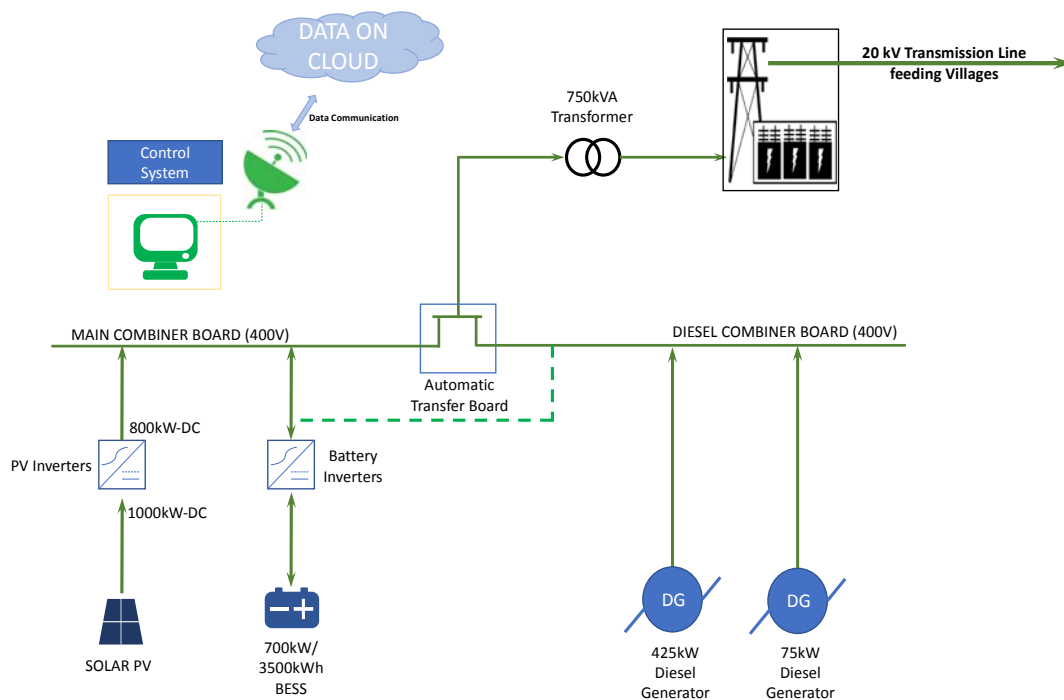 DATA ON
CLOUD
Data Communication
Control
System
750kVA
Transformer
20 kV Transmission Line
feeding Villages
MAIN COMBINER BOARD (400V)
DIESEL COMBINER BOARD (400V)
Automatic
Transfer Board
800kW-DC
PV Inverters
Battery
Inverters
1000kW-DC
SOLAR PV
700kW/
3500kWh
BESS
DG
425kW
Diesel
Generator
DG
75kW
Diesel
Generator